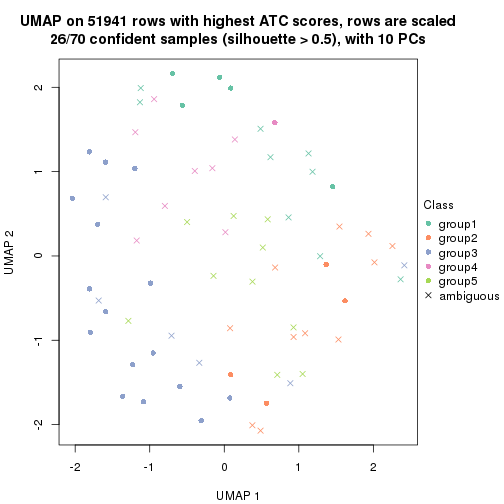 UMAP on 51941 rows with highest ATC scores, rows are scaled
26/70 confident samples (silhouette > 0.5), with 10 PCs
UMAP 2
2
1
0
-1
-2
-2
-1
0
1
2
UMAP 1
Class
group1
group2
group3
group4
group5
ambiguous